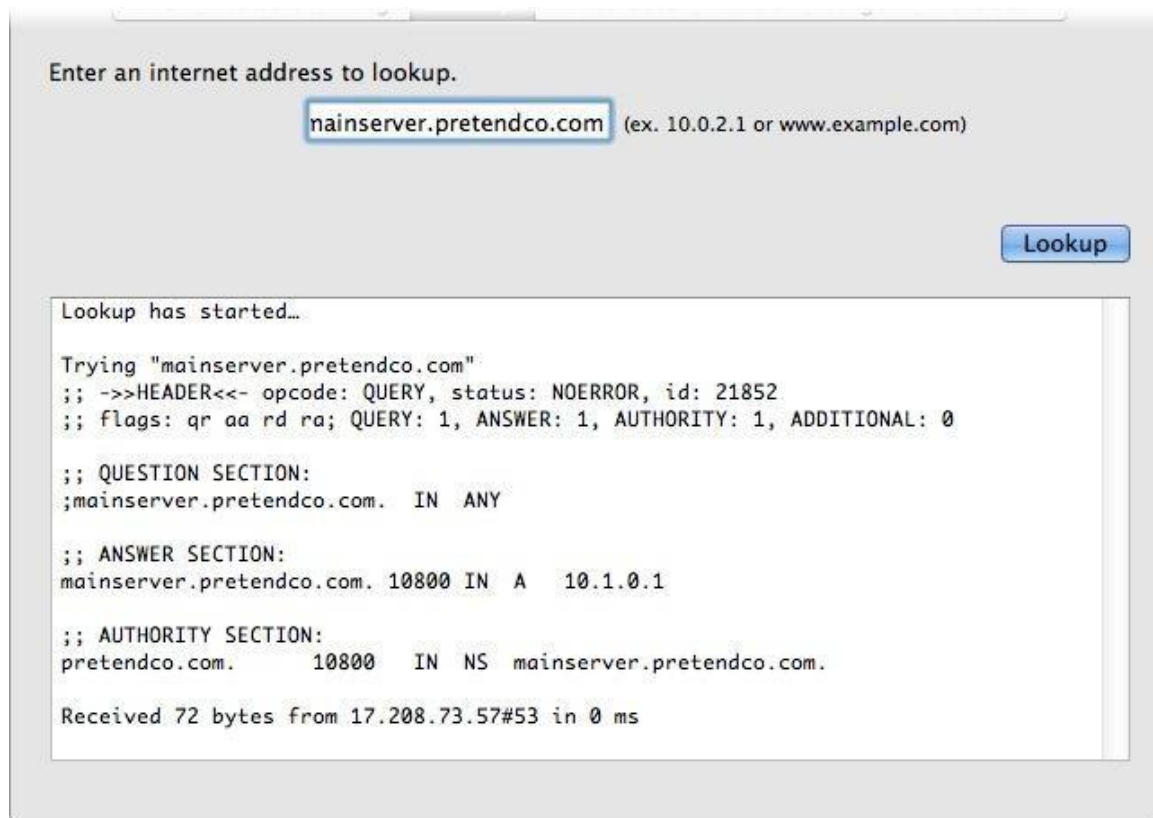 Enter an internet address to lookup.
mainserver.pretendco.com (ex. 10.0.2.1 or www.example.com)
Lookup
Lookup has started…
Trying "mainserver.pretendco.com"
;; ->>HEADER<<- opcode: QUERY, status: NOERROR, id: 21852
;; flags: qr aa rd ra; QUERY: 1, ANSWER: 1, AUTHORITY: 1, ADDITIONAL: 0
;; QUESTION SECTION:
;mainserver.pretendco.com. IN ANY
;; ANSWER SECTION:
mainserver.pretendco.com. 10800 IN A 10.1.0.1
;; AUTHORITY SECTION:
pretendco.com. 10800 IN NS mainserver.pretendco.com.
Received 72 bytes from 17.208.73.57#53 in 0 ms